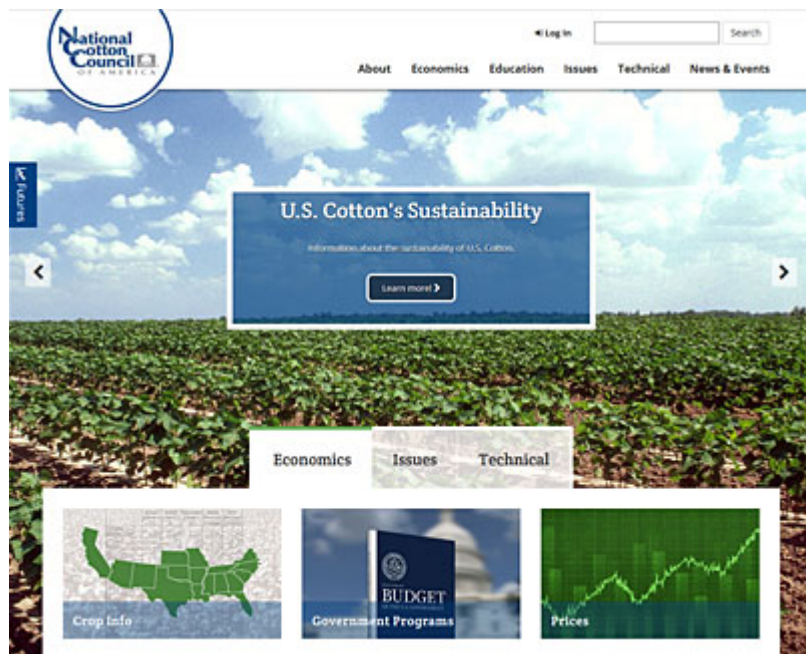 National
Cotton
Council
OF AMERICA
Log In
Search
About Economics Education Issues Technical News & Events
Futures
U.S. Cotton's Sustainability
Information about the sustainability of U.S. Cotton.
Learn more!
Economics Issues Technical
BUDGET
Crop Info
Government Programs
Prices